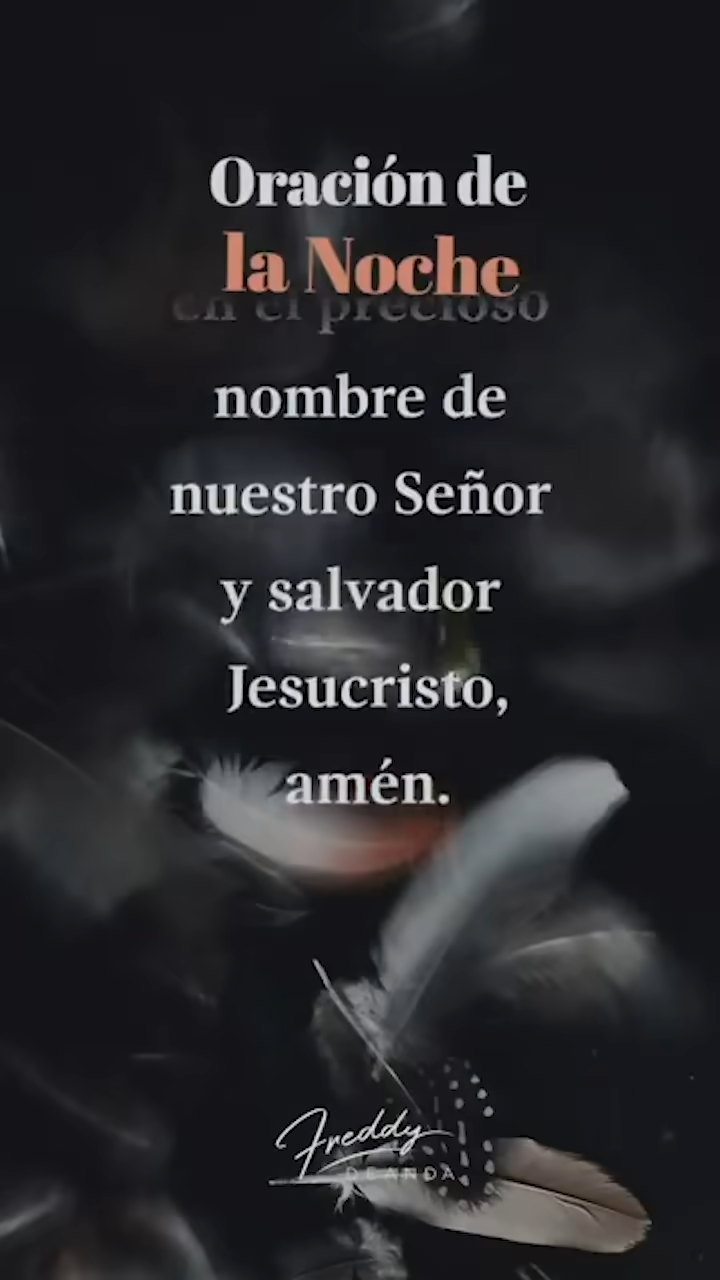 Oración de
la Noche
en el precioso
nombre de
nuestro Señor
y salvador
Jesucristo,
amén.
Freddy
DEANDA